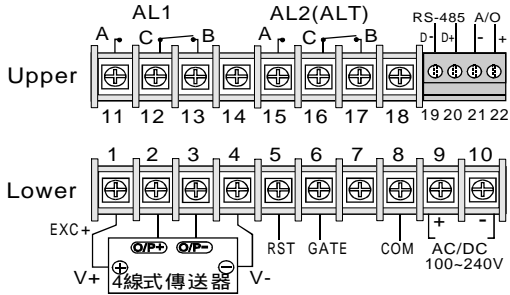 AL1 AL2(ALT) RS-485 A/O
A C B A C B D- D+ - +
Upper
11 12 13 14 15 16 17 18 19 20 21 22
1 2 3 4 5 6 7 8 9 10
Lower
EXC+ O/P+ O/P- RST GATE COM + - AC/DC
100~240V
V+ 4線式傳送器 V-